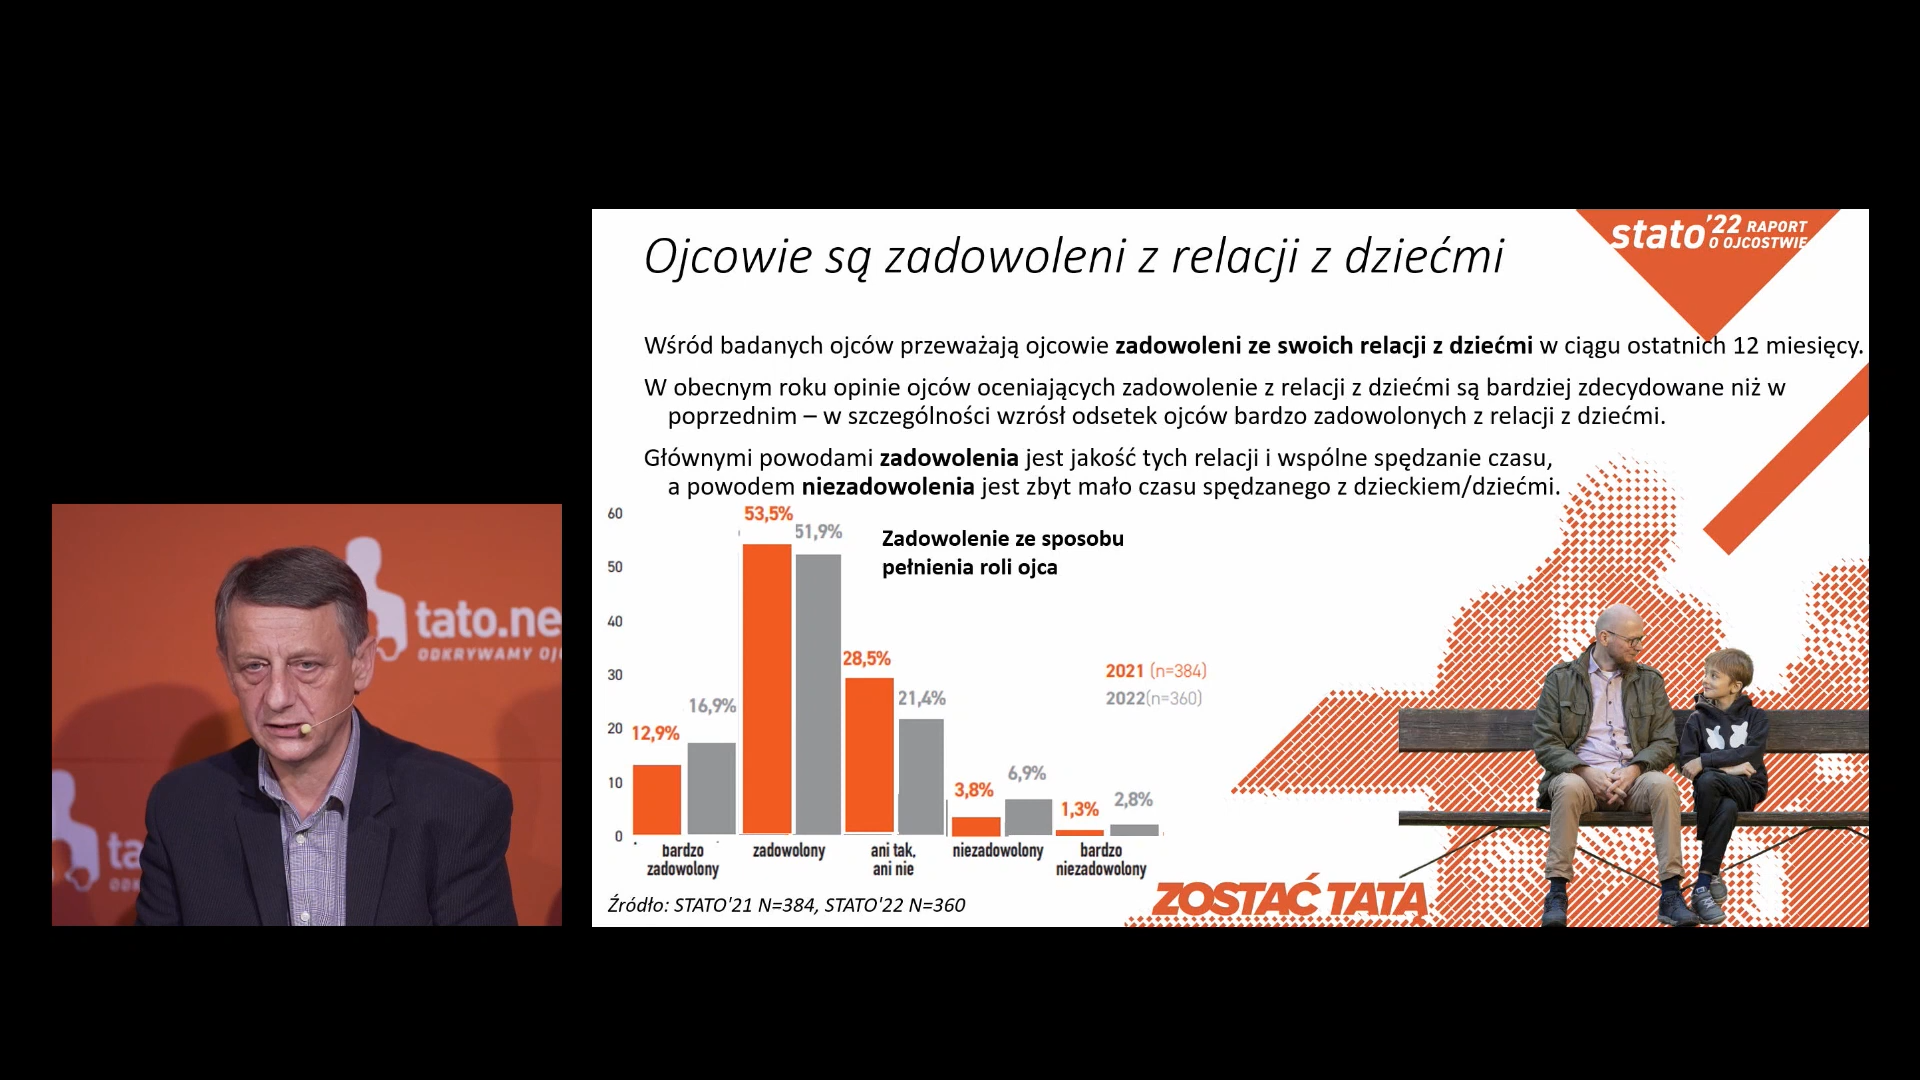 Ojcowie są zadowoleni z relacji z dziećmi
stato'22 RAPORT
O OJCOSTWIE
Wśród badanych ojców przeważają ojcowie zadowoleni ze swoich relacji z dziećmi w ciągu ostatnich 12 miesięcy.
W obecnym roku opinie ojców oceniających zadowolenie z relacji z dziećmi są bardziej zdecydowane niż w
poprzednim – w szczególności wzrósł odsetek ojców bardzo zadowolonych z relacji z dziećmi.
Głównymi powodami zadowolenia jest jakość tych relacji i wspólne spędzanie czasu,
a powodem niezadowolenia jest zbyt mało czasu spędzanego z dzieckiem/dziećmi.
Zadowolenie ze sposobu
pełnienia roli ojca
60
50
40
30
20
10
0
12,9%
16,9%
53,5%
51,9%
28,5%
21,4%
3,8%
6,9%
1,3%
2,8%
2021 (n=384)
2022(n=360)
bardzo
zadowolony
zadowolony
ani tak,
ani nie
niezadowolony
bardzo
niezadowolony
Źródło: STATO'21 N=384, STATO'22 N=360
ZOSTAĆ TATĄ
tato.ne
ODKRYWAMY OJ
ta
ODK